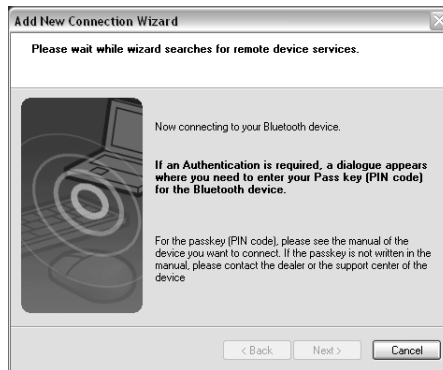 Add New Connection Wizard
Please wait while wizard searches for remote device services.
Now connecting to your Bluetooth device.
If an Authentication is required, a dialogue appears
where you need to enter your Pass key (PIN code)
for the Bluetooth device.
For the passkey (PIN code), please see the manual of the
device you want to connect. If the passkey is not written in the
manual, please contact the dealer or the support center of the
device
< Back Next > Cancel